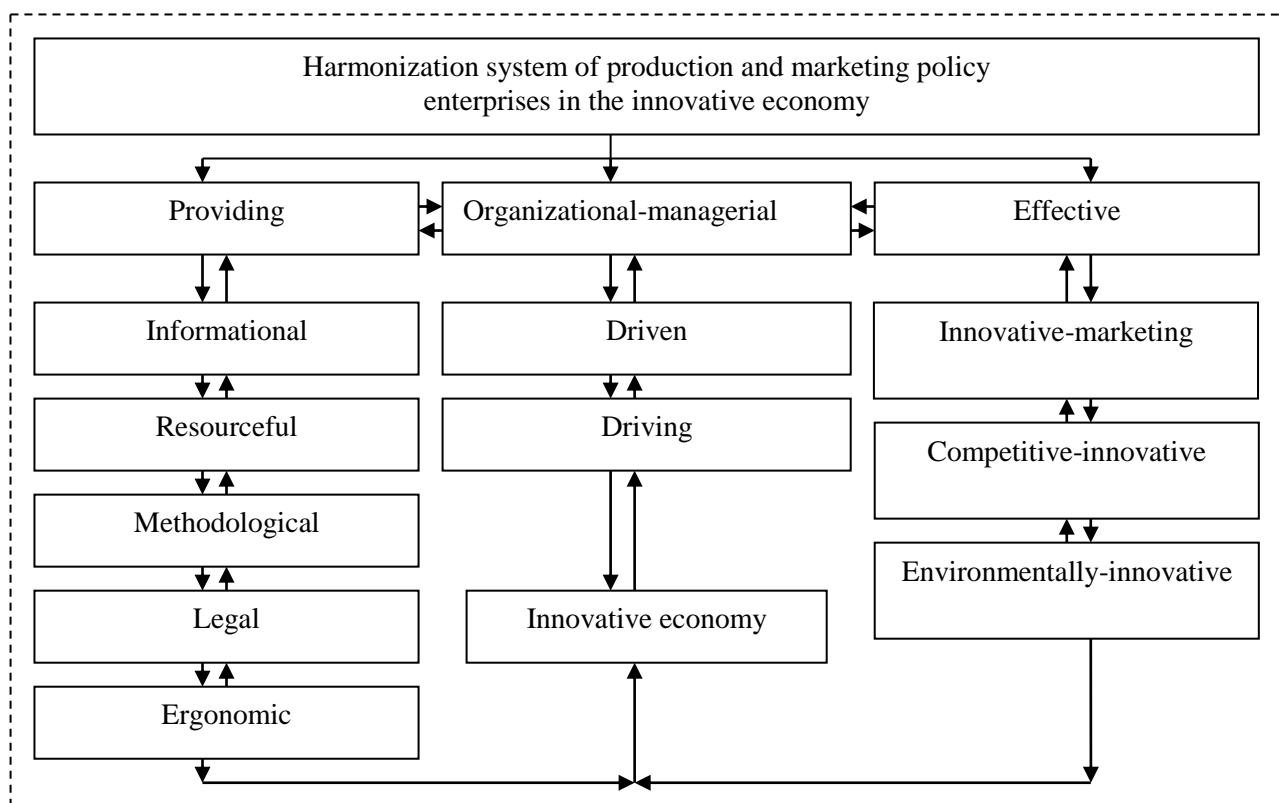 Harmonization system of production and marketing policy
enterprises in the innovative economy
Providing
Organizational-managerial
Effective
Informational
Driven
Innovative-marketing
Resourceful
Driving
Competitive-innovative
Methodological
Environmentally-innovative
Legal
Innovative economy
Ergonomic